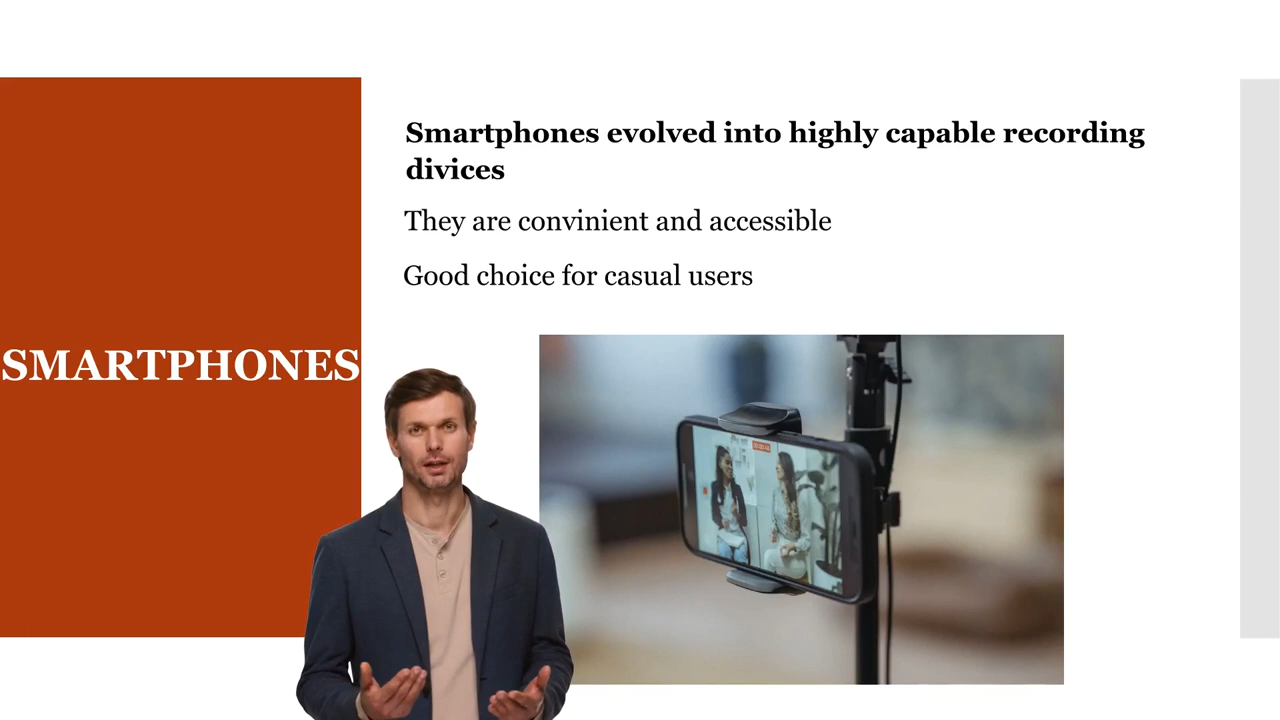 SMARTPHONES
Smartphones evolved into highly capable recording
divices
They are convinient and accessible
Good choice for casual users